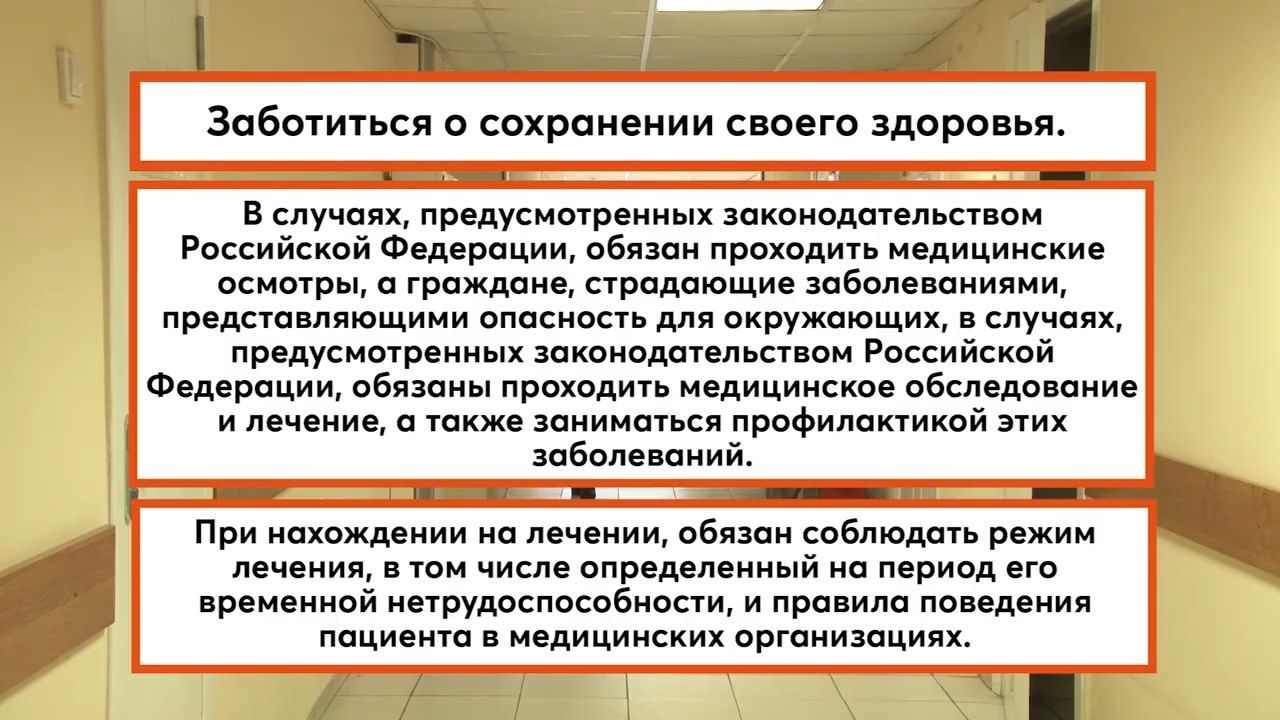 Заботиться о сохранении своего здоровья.
В случаях, предусмотренных законодательством
Российской Федерации, обязан проходить медицинские
осмотры, а граждане, страдающие заболеваниями,
представляющими опасность для окружающих, в случаях,
предусмотренных законодательством Российской
Федерации, обязаны проходить медицинское обследование
и лечение, а также заниматься профилактикой этих
заболеваний.
При нахождении на лечении, обязан соблюдать режим
лечения, в том числе определенный на период его
временной нетрудоспособности, и правила поведения
пациента в медицинских организациях.